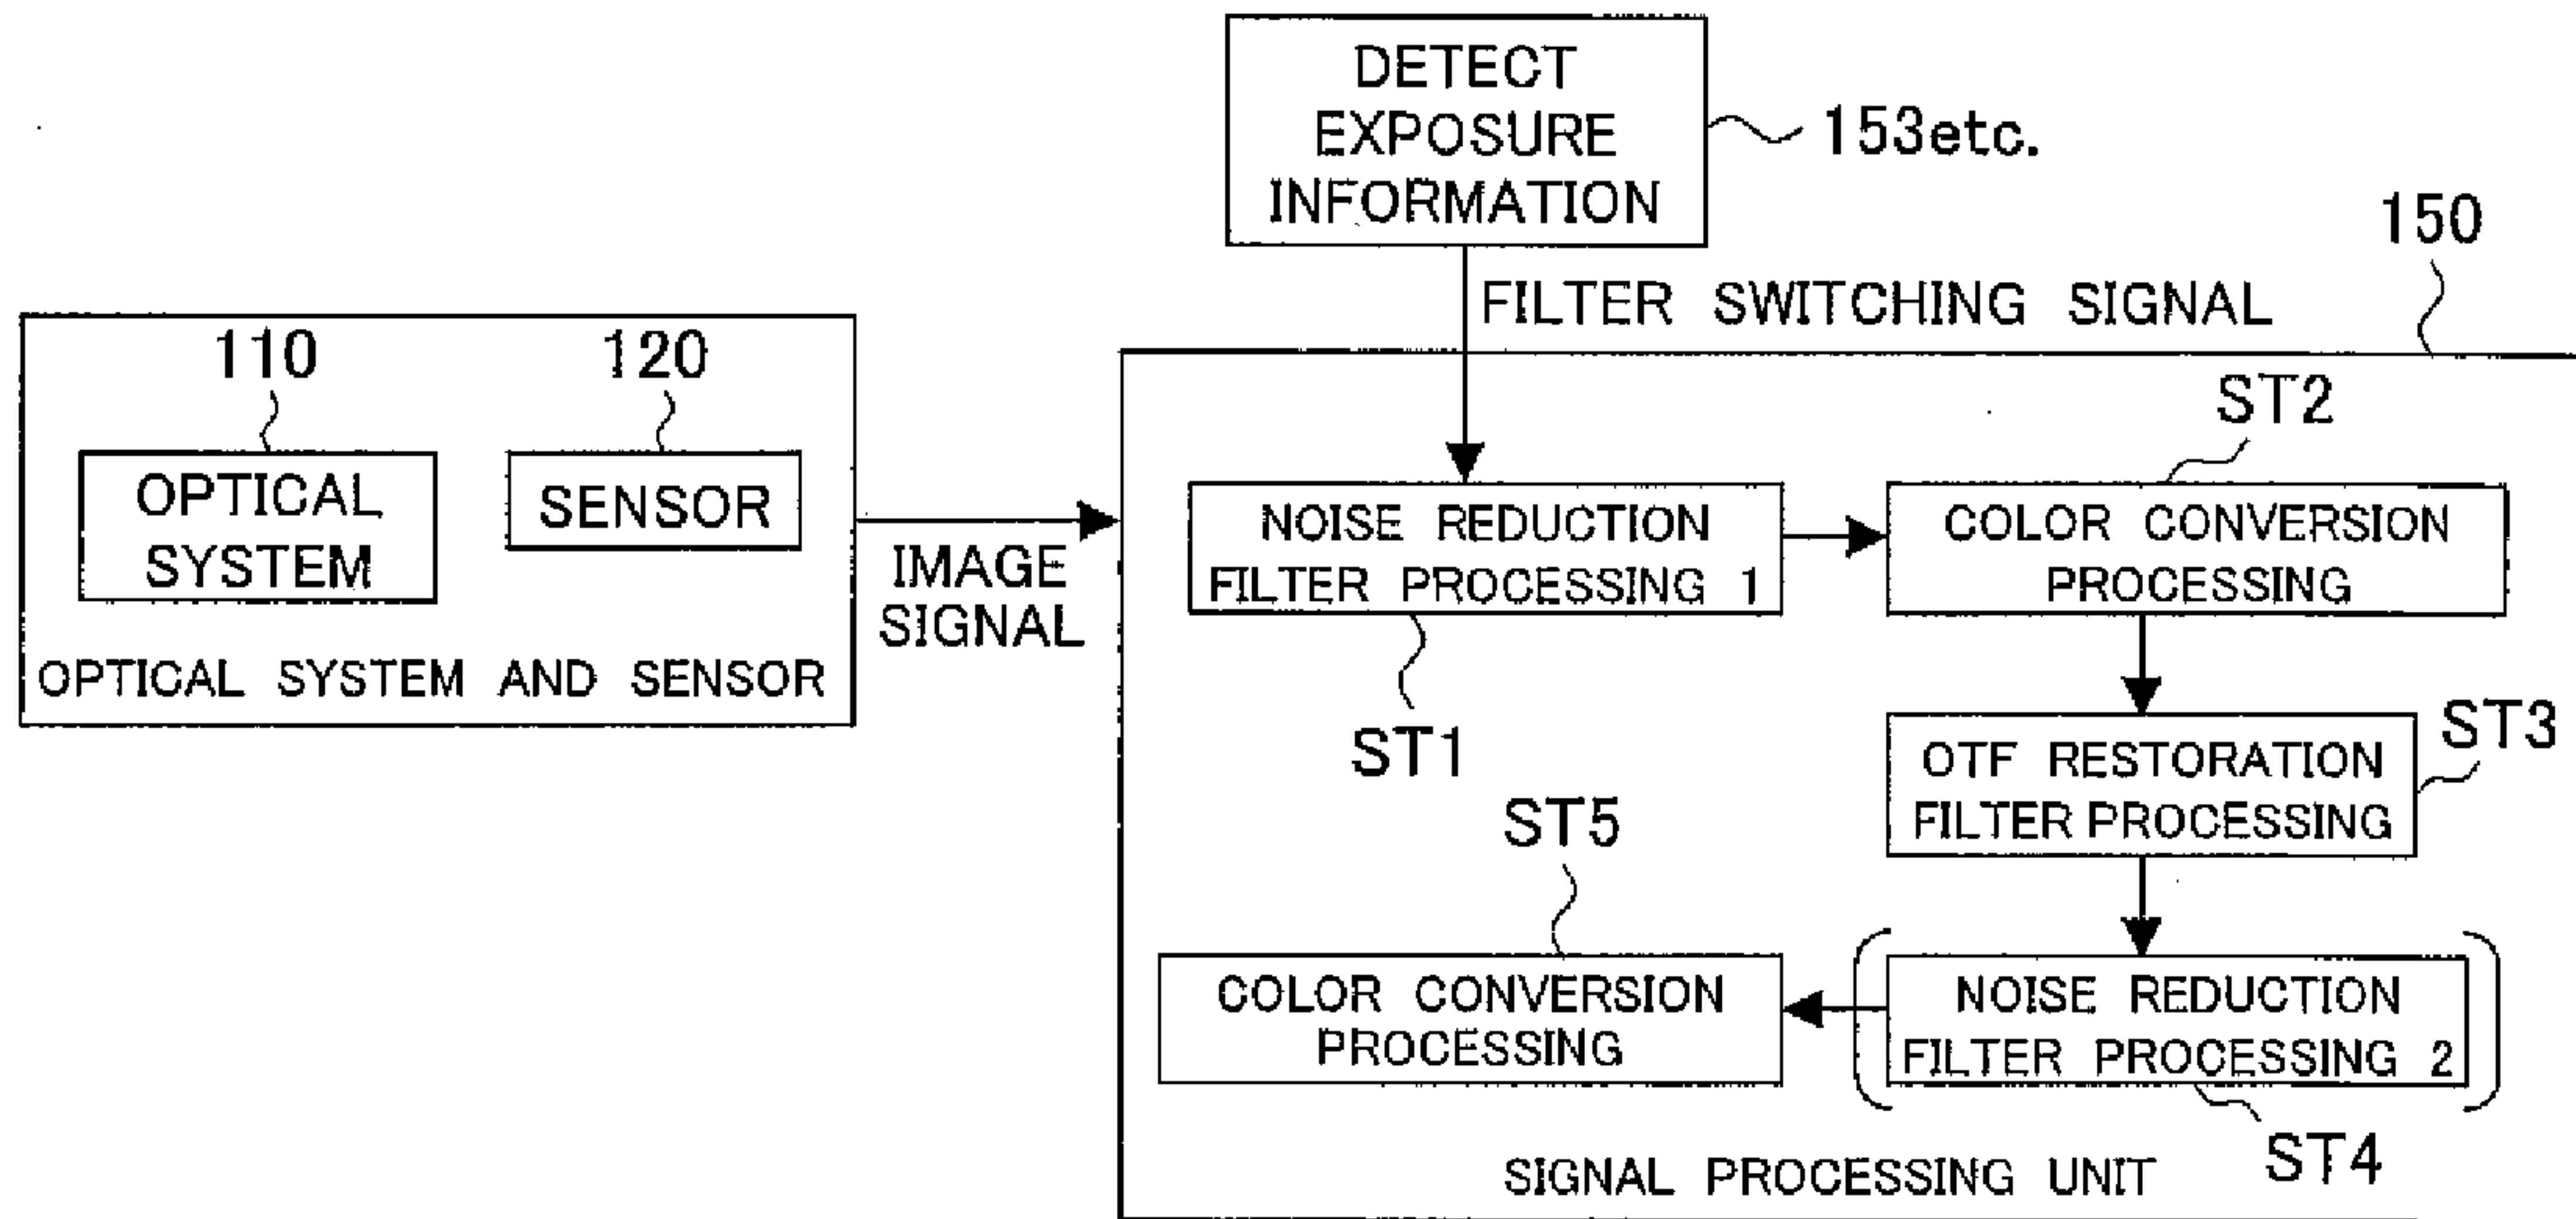 DETECT
EXPOSURE
INFORMATION
153etc.
150
FILTER SWITCHING SIGNAL
110
120
OPTICAL
SYSTEM
SENSOR
OPTICAL SYSTEM AND SENSOR
IMAGE
SIGNAL
ST2
NOISE REDUCTION
FILTER PROCESSING 1
COLOR CONVERSION
PROCESSING
ST1
ST3
OTF RESTORATION
FILTER PROCESSING
ST5
COLOR CONVERSION
PROCESSING
NOISE REDUCTION
FILTER PROCESSING 2
ST4
SIGNAL PROCESSING UNIT